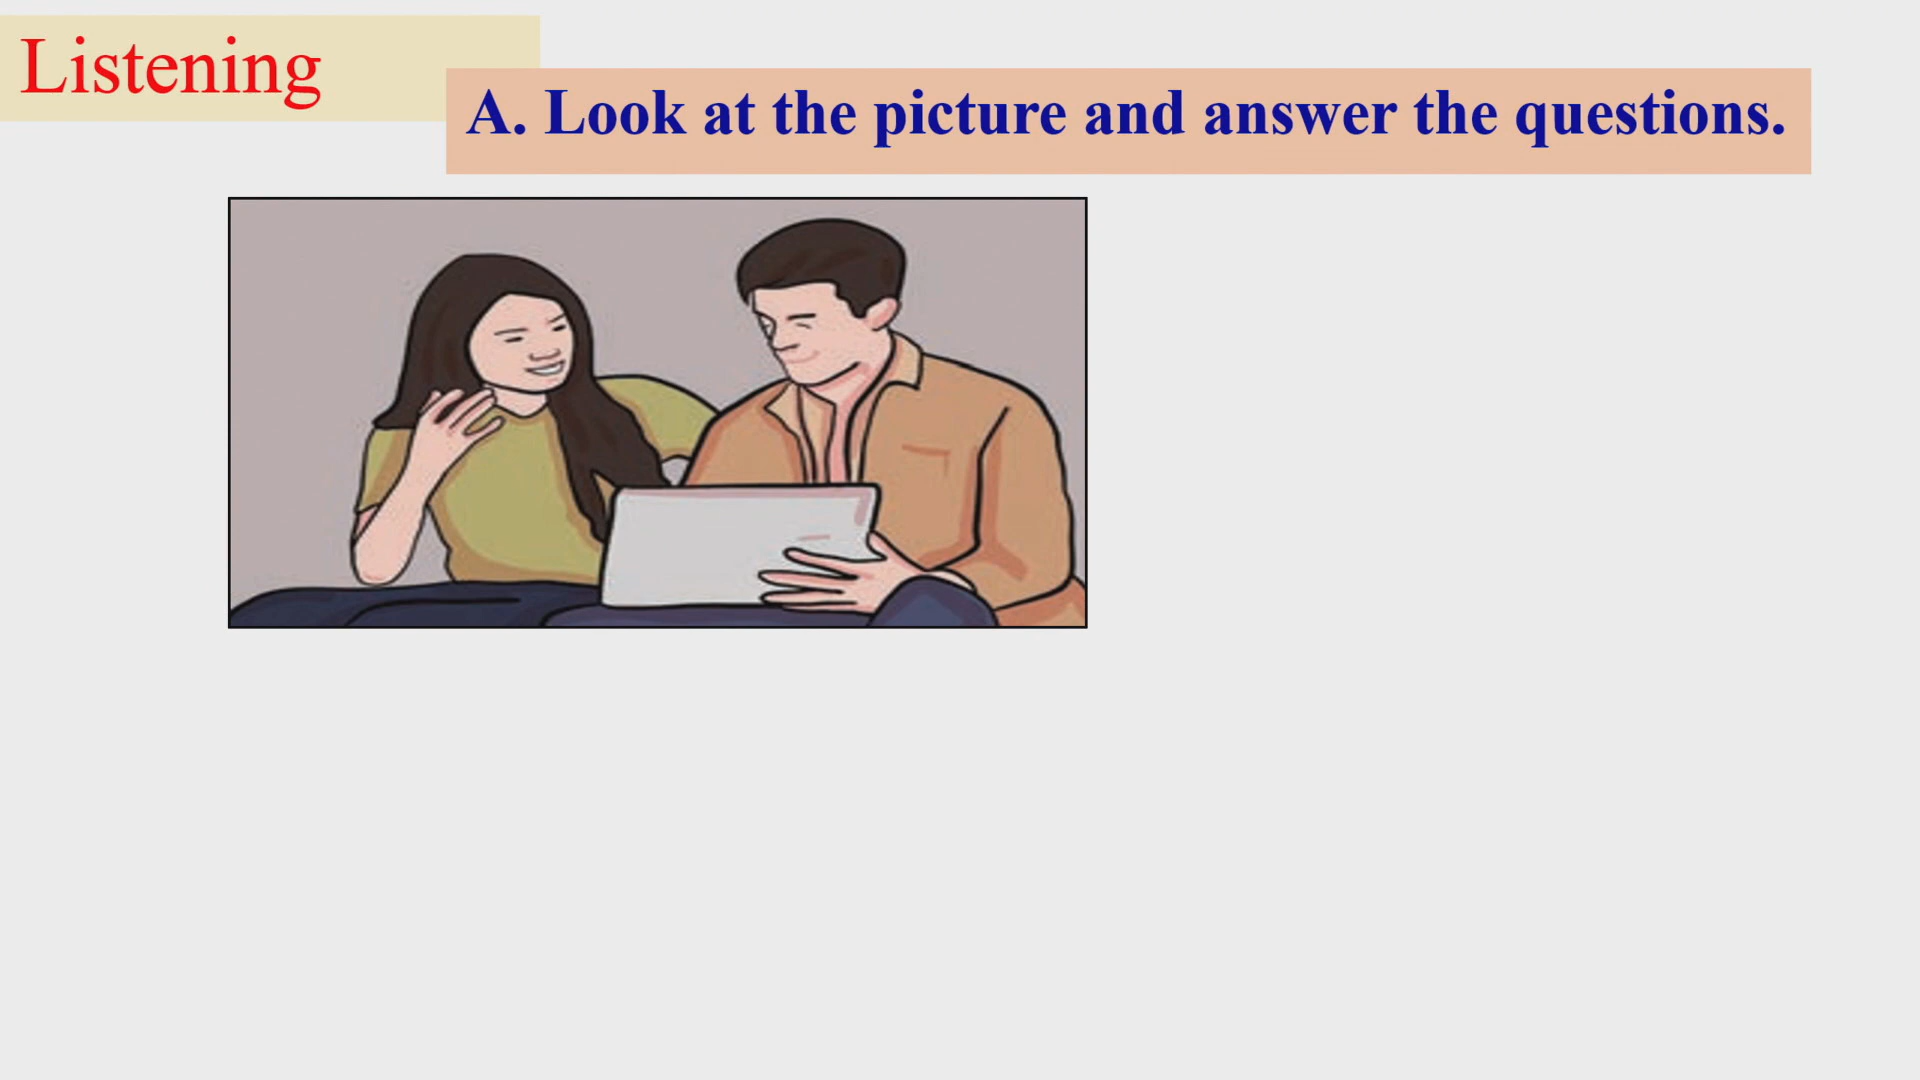 Listening
A. Look at the picture and answer the questions.